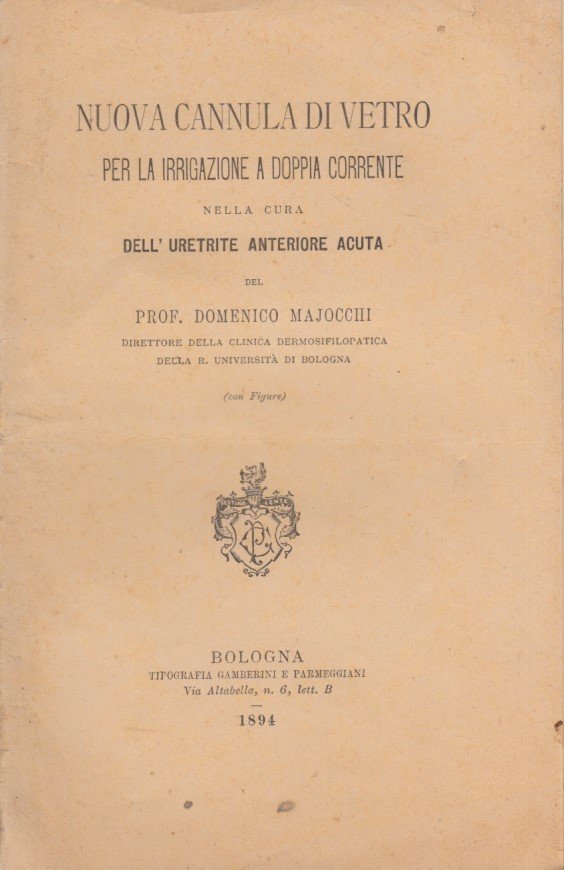 NUOVA CANNULA DI VETRO
PER LA IRRIGAZIONE A DOPPIA CORRENTE
NELLA CURA
DELL' URETRITE ANTERIORE ACUTA
DEL
PROF. DOMENICO MAJOCCHI
DIRETTORE DELLA CLINICA DERMOSIFILOPATICA
DELLA R. UNIVERSITÀ DI BOLOGNA
(con Figure)
BOLOGNA
TIPOGRAFIA GAMBERINI E PARMEGGIANI
Via Altabella, n. 6, lett. B
1894